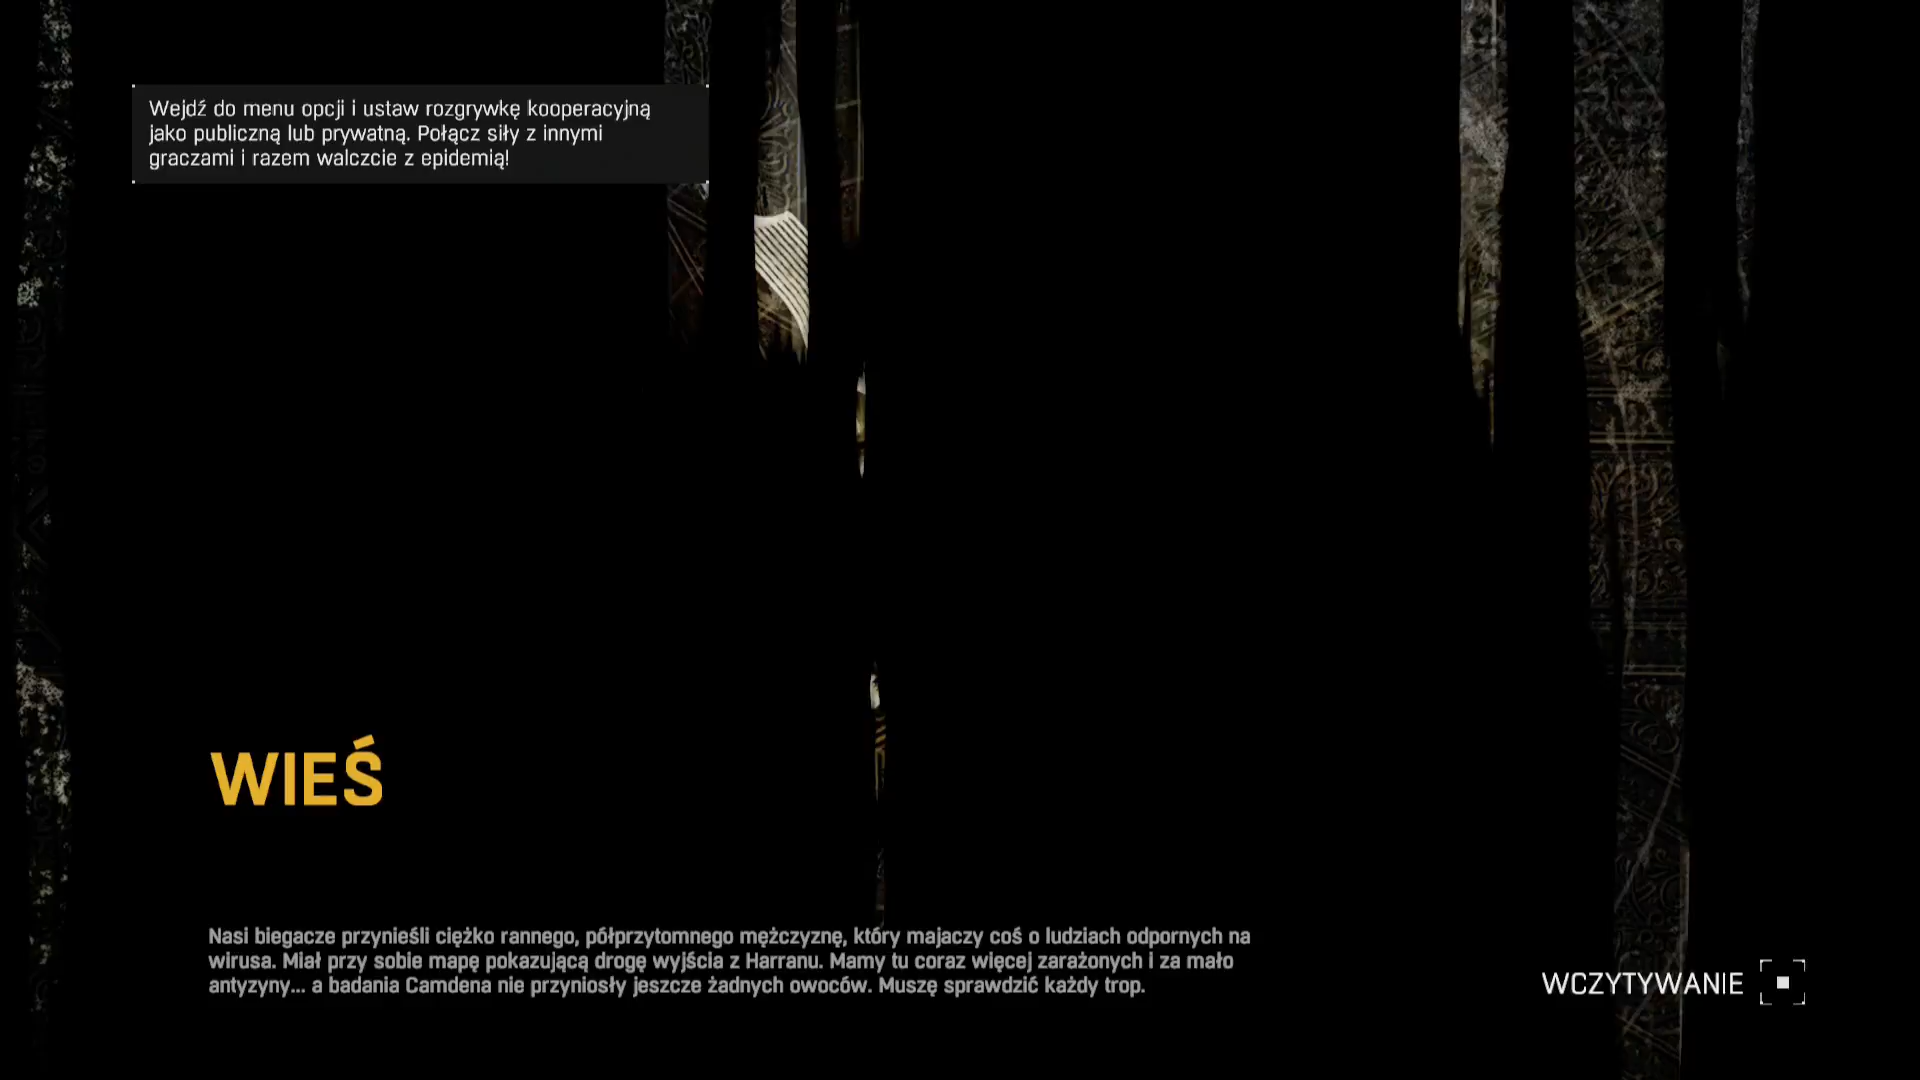 Wejdź do menu opcji i ustaw rozgrywkę kooperacyjną
jako publiczną lub prywatną. Połącz siły z innymi
graczami i razem walczcie z epidemią!
WIEŚ
Nasi biegacze przynieśli ciężko rannego, półprzytomnego mężczyznę, który majaczy coś o ludziach odpornych na
wirusa. Miał przy sobie mapę pokazującą drogę wyjścia z Harranu. Mamy tu coraz więcej zarażonych i za mało
antyzyny... a badania Camdena nie przyniosły jeszcze żadnych owoców. Muszę sprawdzić każdy trop.
WCZYTYWANIE